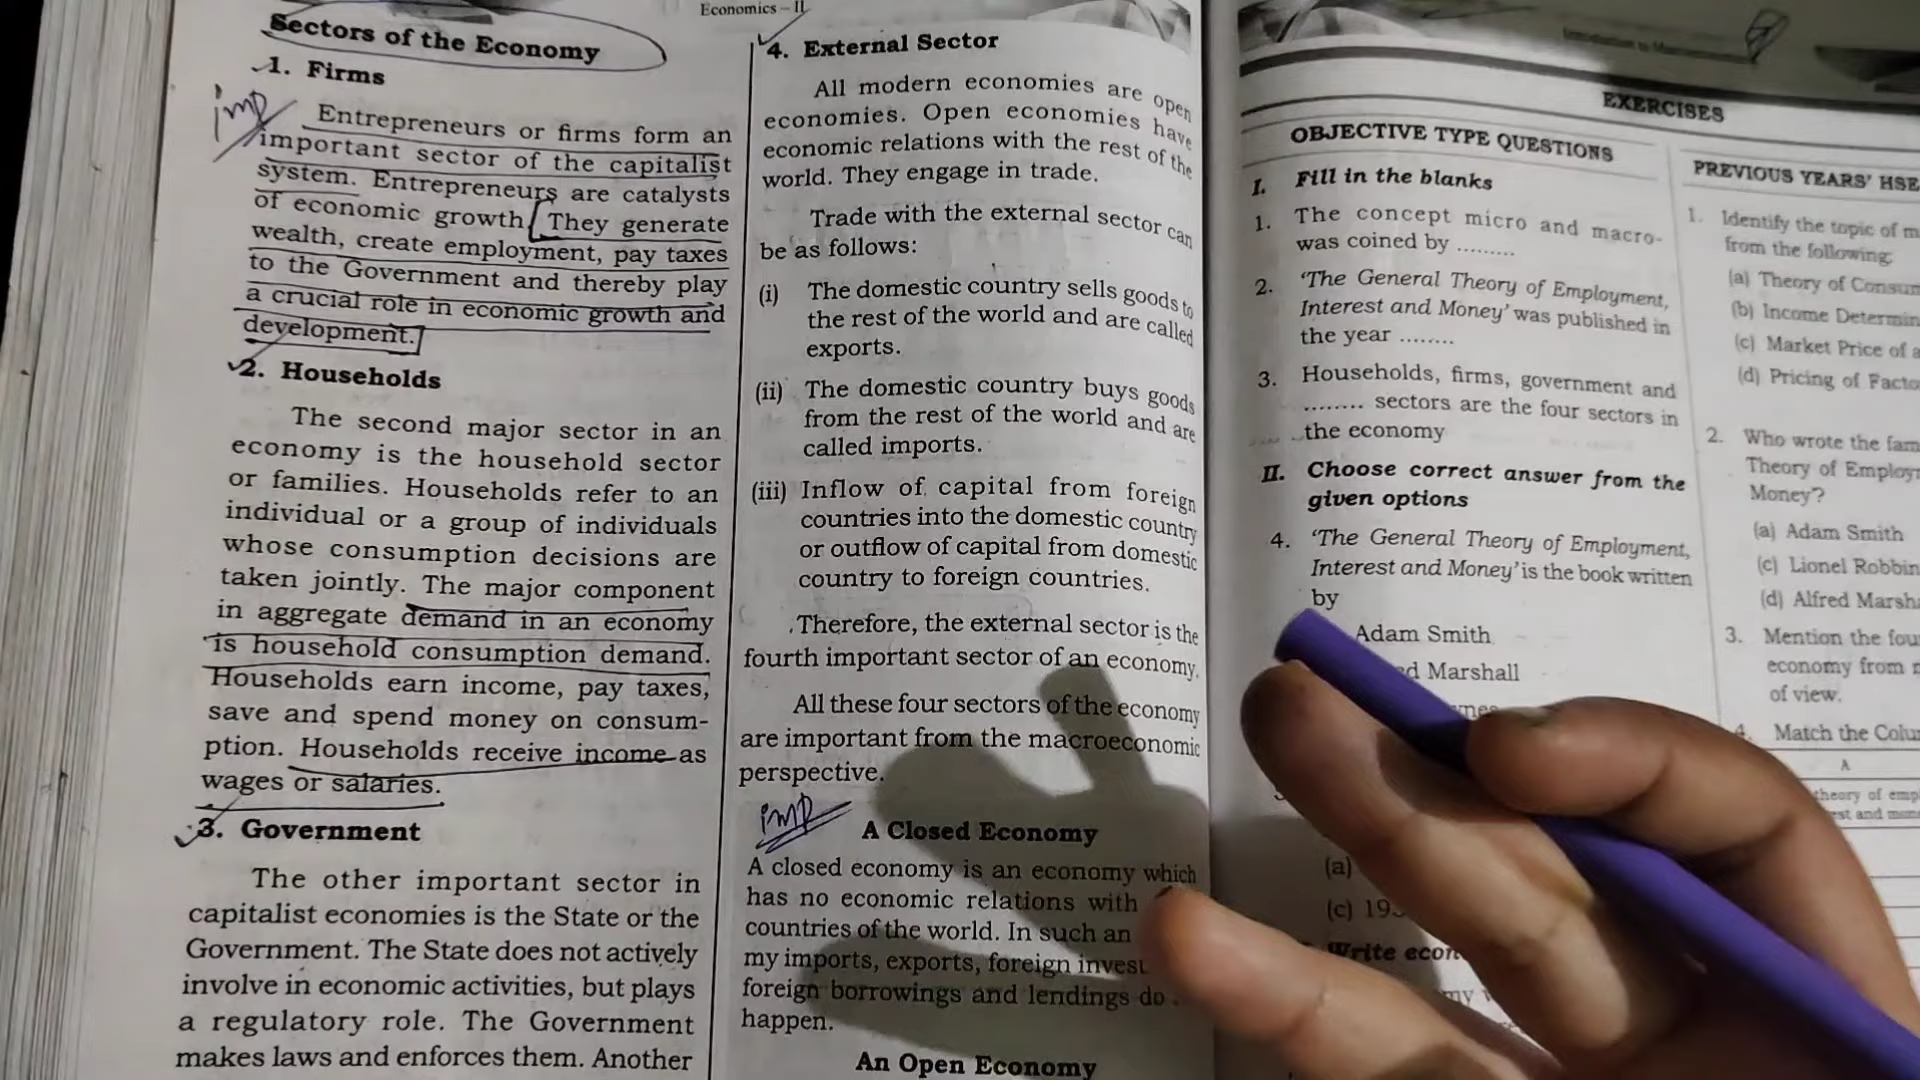 Economics – II
Sectors of the Economy
1. Firms
imp
Entrepreneurs or firms form an
important sector of the capitalist
system. Entrepreneurs are catalysts
of economic growth. They generate
wealth, create employment, pay taxes
to the Government and thereby play
a crucial role in economic growth and
development.
2. Households
The second major sector in an
economy is the household sector
or families. Households refer to an
individual or a group of individuals
whose consumption decisions are
taken jointly. The major component
in aggregate demand in an economy
is household consumption demand.
Households earn income, pay taxes,
save and spend money on consum-
ption. Households receive income as
wages or salaries.
3. Government
The other important sector in
capitalist economies is the State or the
Government. The State does not actively
involve in economic activities, but plays
a regulatory role. The Government
makes laws and enforces them. Another
4. External Sector
All modern economies are open
economies. Open economies have
economic relations with the rest of the
world. They engage in trade.
Trade with the external sector can
be as follows:
(i) The domestic country sells goods to
the rest of the world and are called
exports.
(ii) The domestic country buys goods
from the rest of the world and are
called imports.
(iii) Inflow of capital from foreign
countries into the domestic country
or outflow of capital from domestic
country to foreign countries.
Therefore, the external sector is the
fourth important sector of an economy.
All these four sectors of the economy
are important from the macroeconomic
perspective.
imp
A Closed Economy
A closed economy is an economy which
has no economic relations with
countries of the world. In such an
my imports, exports, foreign invest
foreign borrowings and lendings do
happen.
An Open Economy
EXERCISES
OBJECTIVE TYPE QUESTIONS
I. Fill in the blanks
1. The concept micro and macro-
was coined by .........
2. ‘The General Theory of Employment,
Interest and Money’ was published in
the year ........
3. Households, firms, government and
........ sectors are the four sectors in
the economy
II. Choose correct answer from the
given options
4. ‘The General Theory of Employment,
Interest and Money’ is the book written
by
Adam Smith
d Marshall
(a)
(c) 19
Write econ
PREVIOUS YEARS’ HSE
1. Identify the topic of m
from the following:
(a) Theory of Consum
(b) Income Determin
(c) Market Price of a
(d) Pricing of Facto
2. Who wrote the fam
Theory of Employ
Money?
(a) Adam Smith
(c) Lionel Robbin
(d) Alfred Marsha
3. Mention the fou
economy from
of view.
4. Match the Colu
A
theory of emp